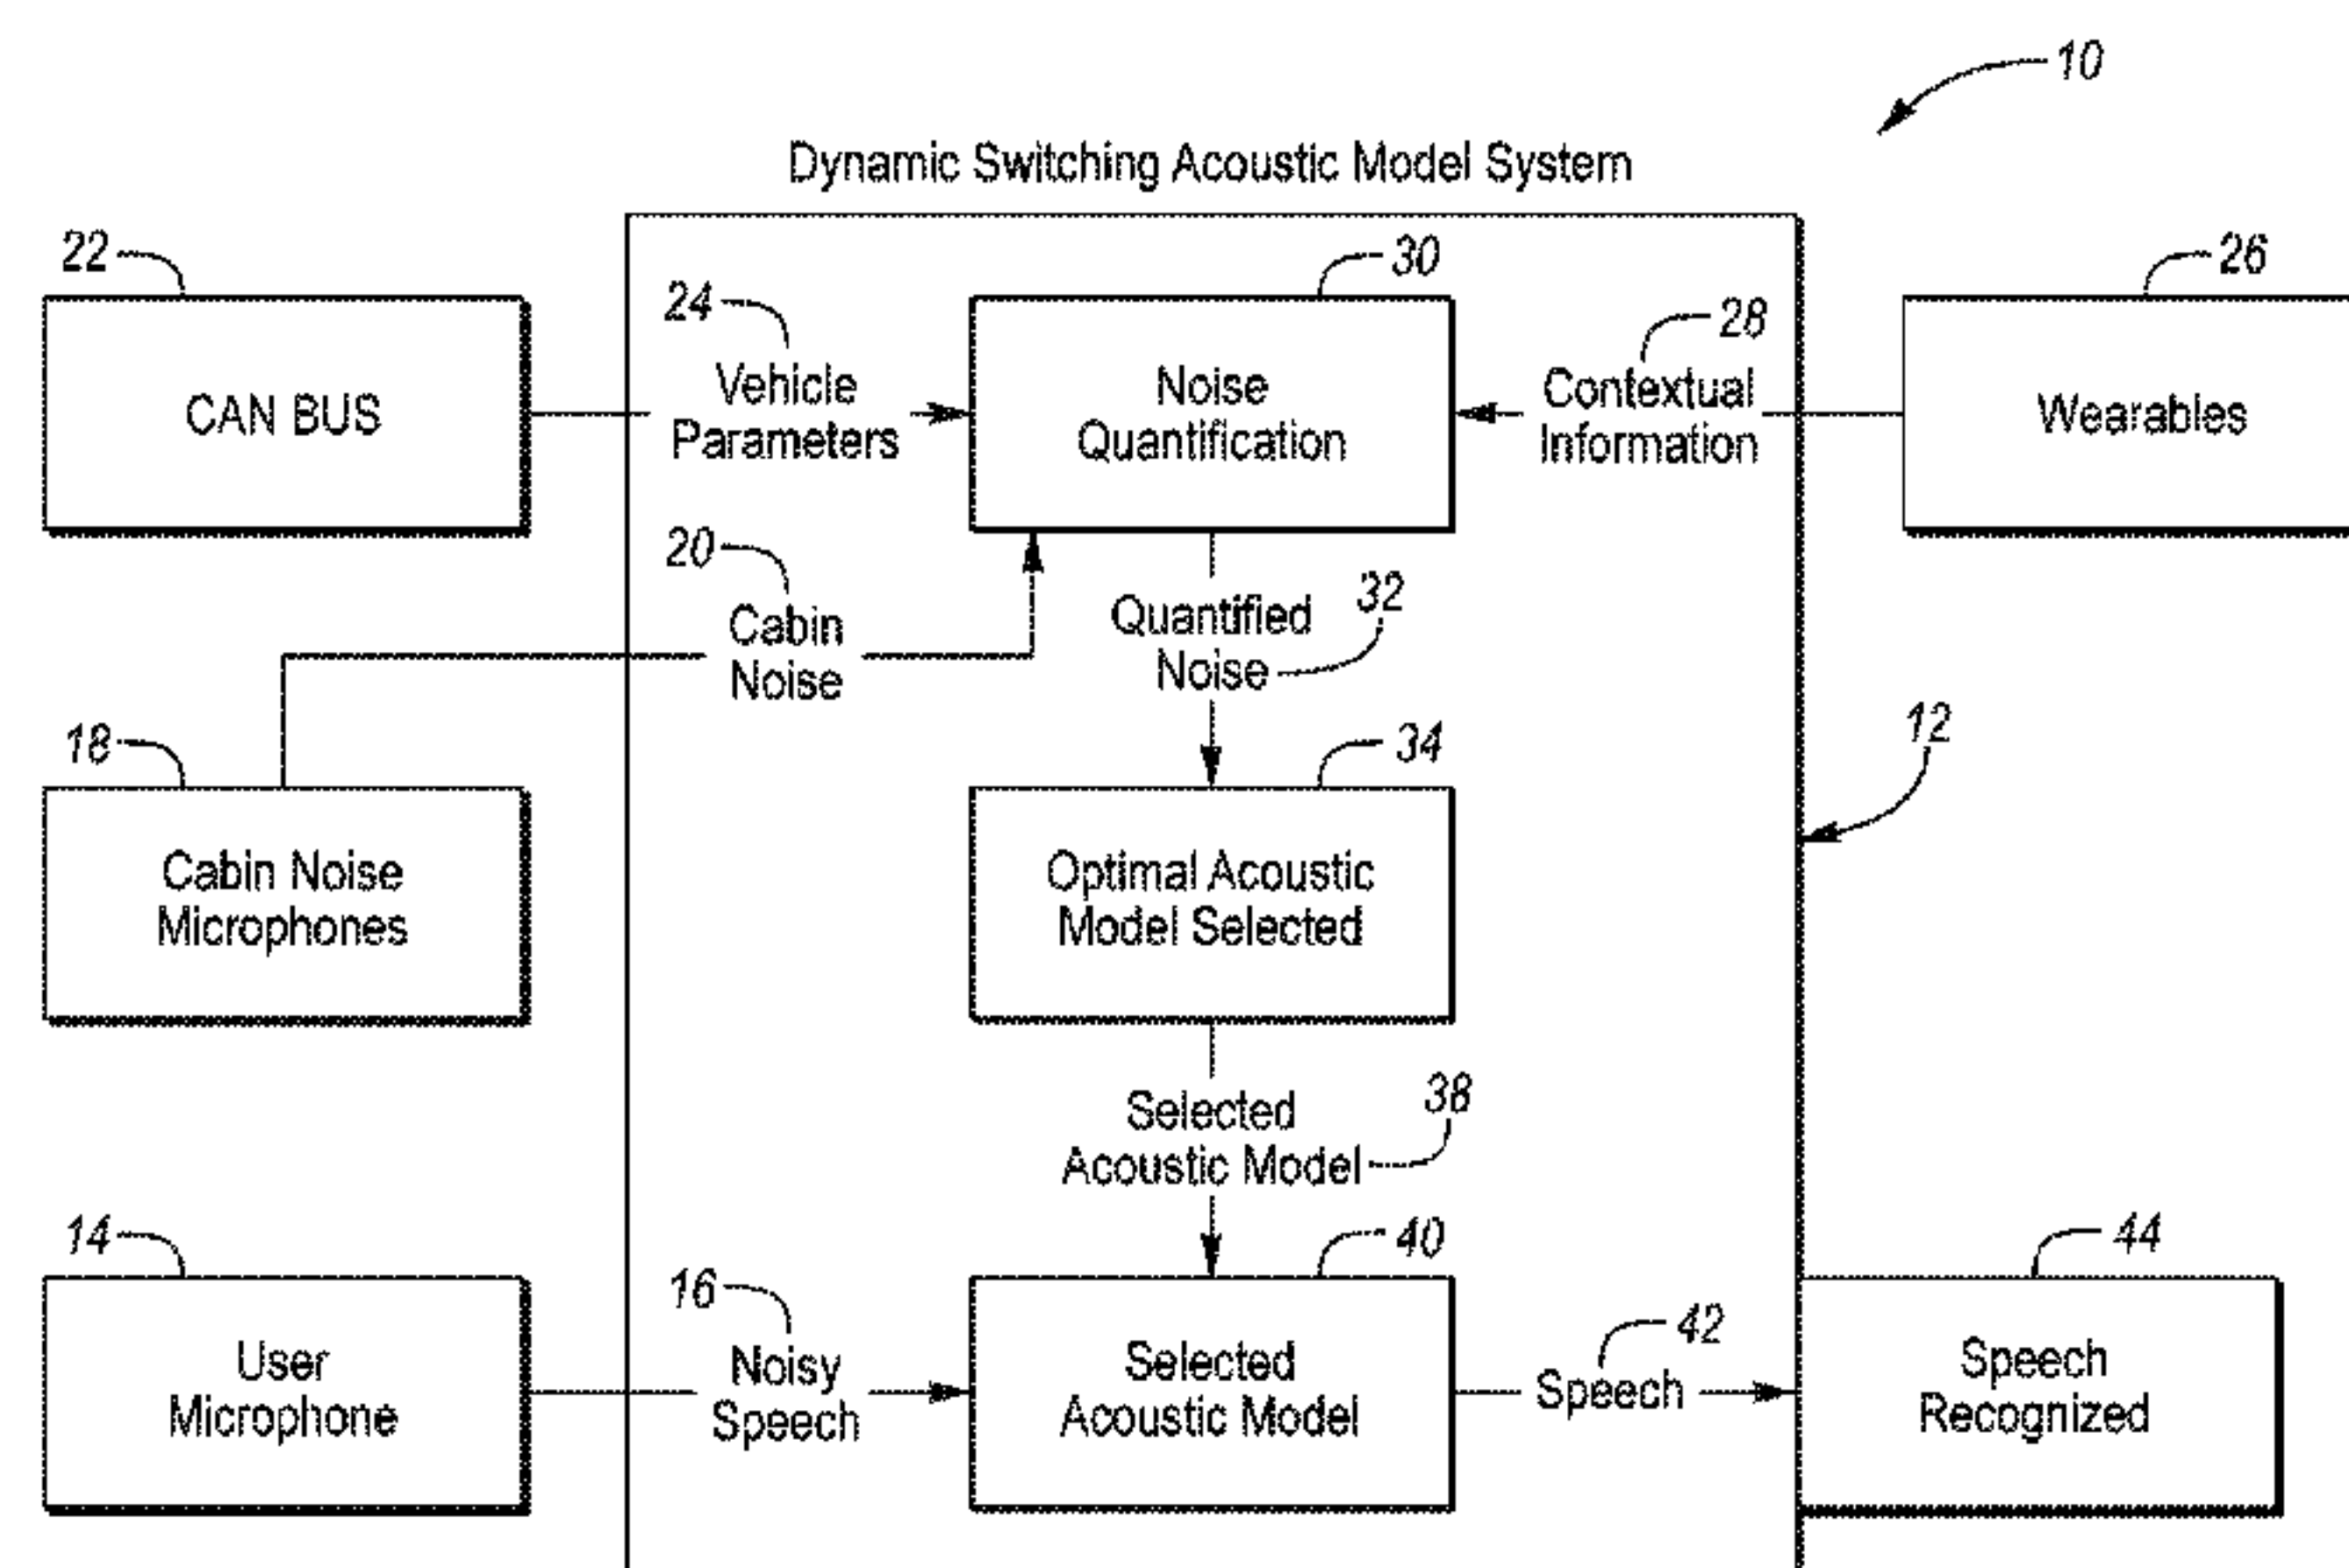 10
Dynamic Switching Acoustic Model System
22
CAN BUS
24
Vehicle
Parameters
30
Noise
Quantification
28
Contextual
Information
26
Wearables
20
Cabin
Noise
Quantified
Noise
32
18
Cabin Noise
Microphones
34
Optimal Acoustic
Model Selected
12
Selected
Acoustic Model
38
14
User
Microphone
16
Noisy
Speech
40
Selected
Acoustic Model
42
Speech
44
Speech
Recognized